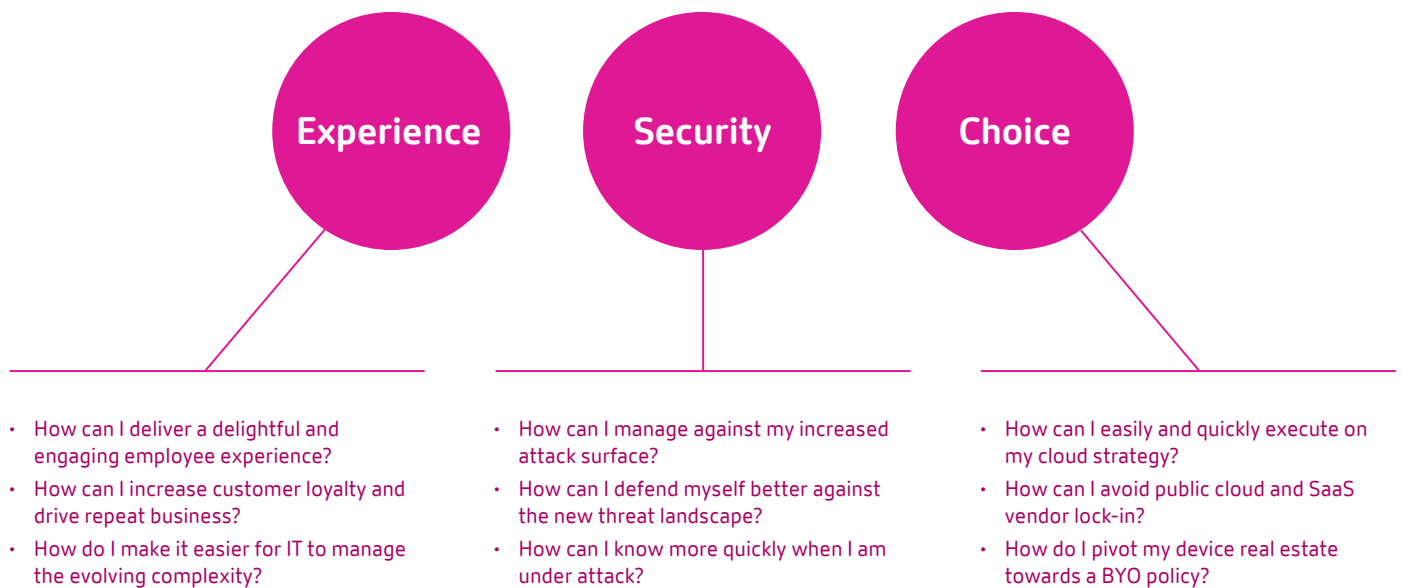 Experience
Security
Choice
• How can I deliver a delightful and
engaging employee experience?
• How can I increase customer loyalty and
drive repeat business?
• How do I make it easier for IT to manage
the evolving complexity?
• How can I manage against my increased
attack surface?
• How can I defend myself better against
the new threat landscape?
• How can I know more quickly when I am
under attack?
• How can I easily and quickly execute on
my cloud strategy?
• How can I avoid public cloud and SaaS
vendor lock-in?
• How do I pivot my device real estate
towards a BYO policy?